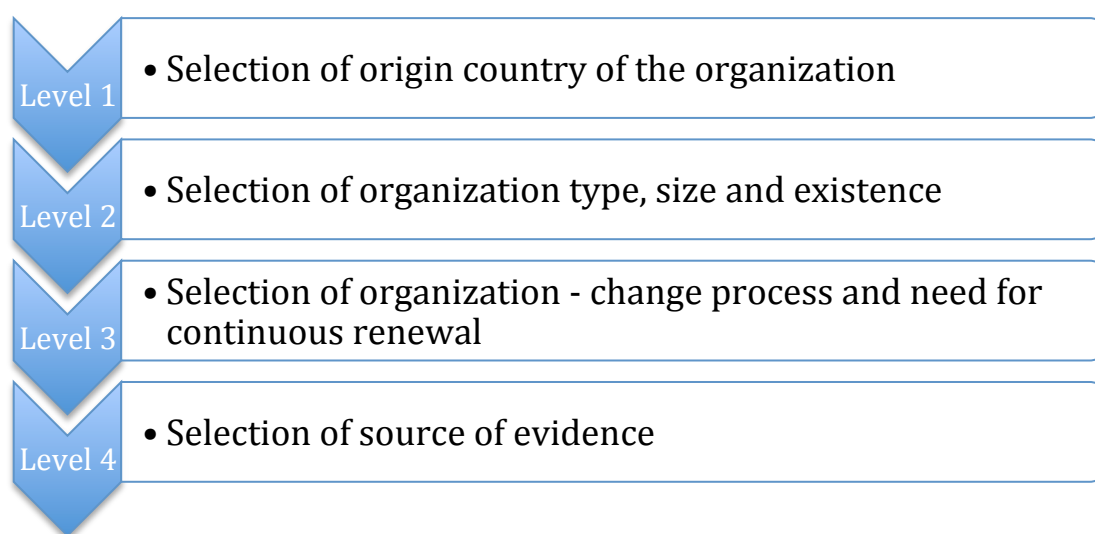 Level 1
• Selection of origin country of the organization
Level 2
• Selection of organization type, size and existence
Level 3
• Selection of organization - change process and need for
continuous renewal
Level 4
• Selection of source of evidence